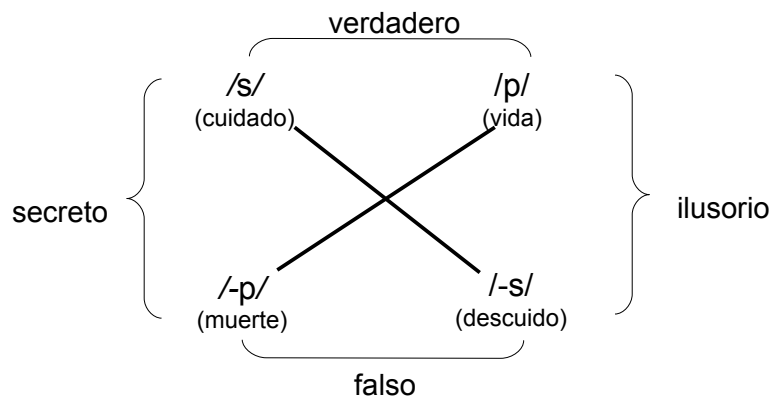 verdadero
/s/ /p/
(cuidado) (vida)
secreto ilusorio
/-p/ /-s/
(muerte) (descuido)
falso